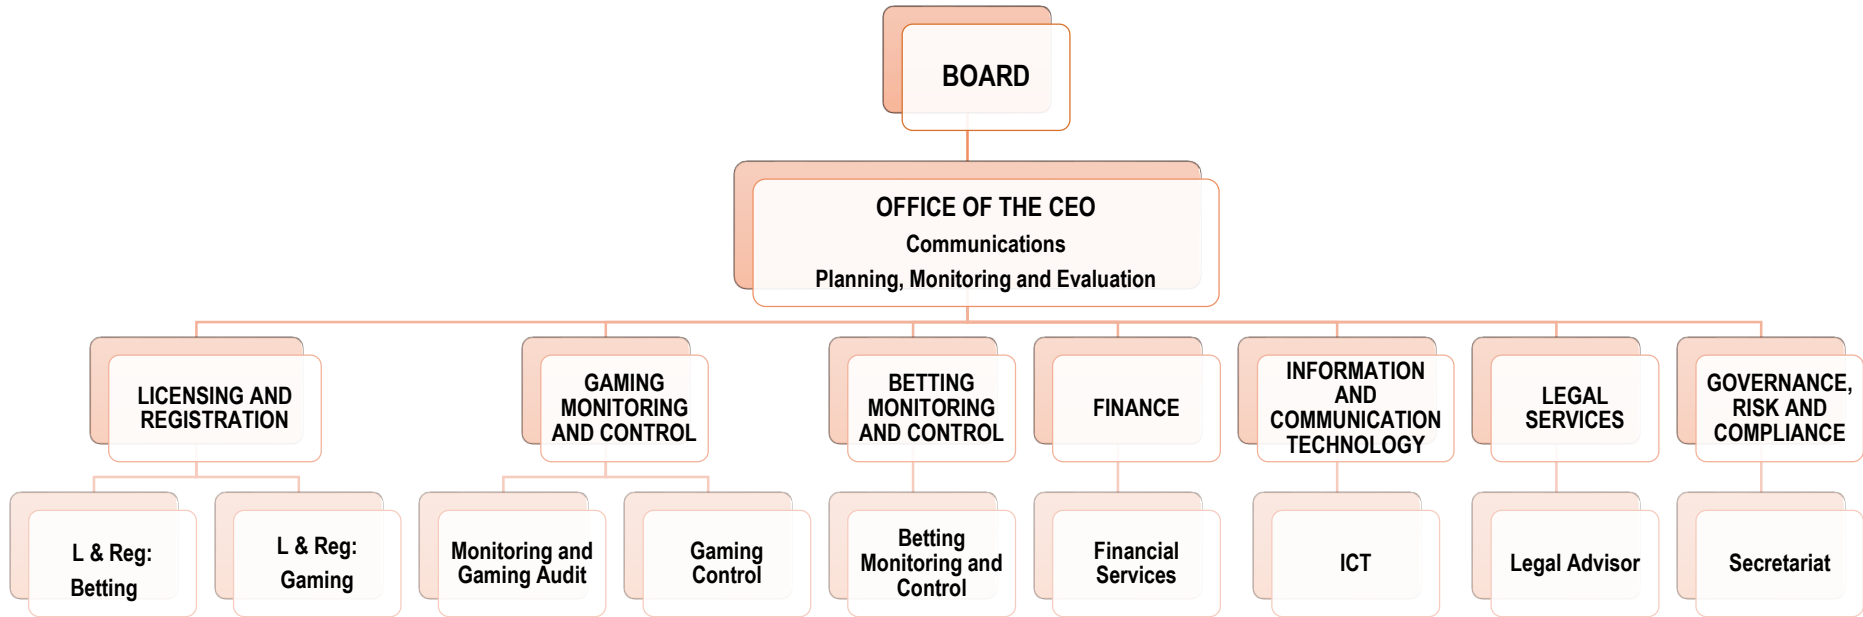 BOARD
OFFICE OF THE CEO
Communications
Planning, Monitoring and Evaluation
LICENSING AND
REGISTRATION
GAMING
MONITORING
AND CONTROL
BETTING
MONITORING
AND CONTROL
FINANCE
INFORMATION
AND
COMMUNICATION
TECHNOLOGY
LEGAL
SERVICES
GOVERNANCE,
RISK AND
COMPLIANCE
L & Reg:
Betting
L & Reg:
Gaming
Monitoring and
Gaming Audit
Gaming
Control
Betting
Monitoring and
Control
Financial
Services
ICT
Legal Advisor
Secretariat